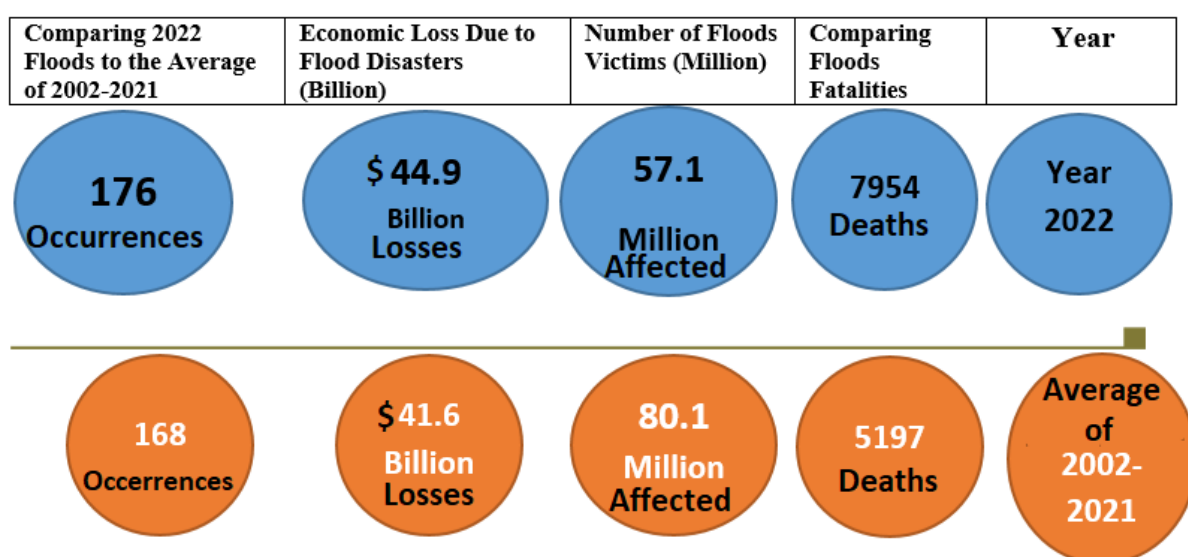 Comparing 2022
Floods to the Average
of 2002-2021
Economic Loss Due to
Flood Disasters
(Billion)
Number of Floods
Victims (Million)
Comparing
Floods
Fatalities
Year
176
Occurrences
$ 44.9
Billion
Losses
57.1
Million
Affected
7954
Deaths
Year
2022
168
Occerrences
$41.6
Billion
Losses
80.1
Million
Affected
5197
Deaths
Average
of
2002-
2021